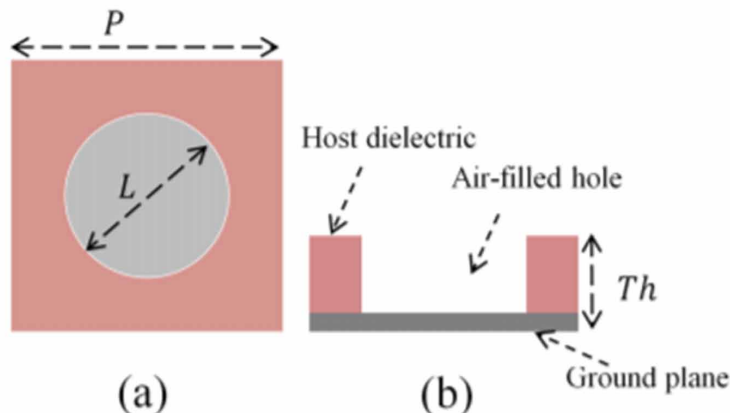 P
L
Host dielectric
Air-filled hole
Th
Ground plane
(a)
(b)